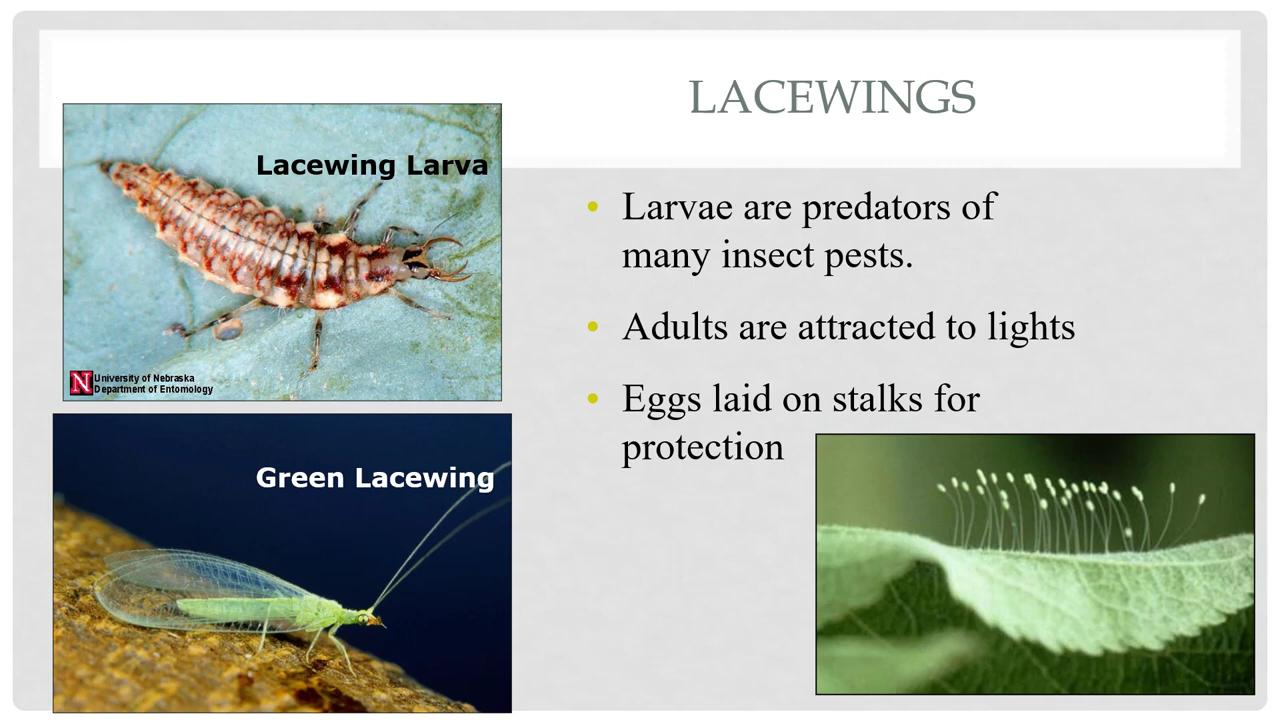 LACEWINGS
Lacewing Larva
N University of Nebraska
Department of Entomology
Green Lacewing
• Larvae are predators of
many insect pests.
• Adults are attracted to lights
• Eggs laid on stalks for
protection